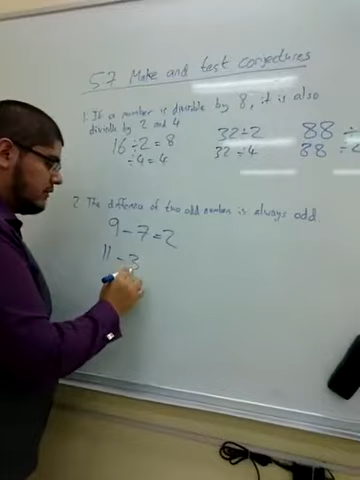 5.7 Make and test conjectures
1. If a number is divisible by 8, it is also
divisible by 2 and 4
16 ÷ 2 = 8 32 ÷ 2 88 ÷
÷ 4 = 4 32 ÷ 4 88 ÷
2 The difference of two odd number is always odd.
9 - 7 = 2
11 - 3